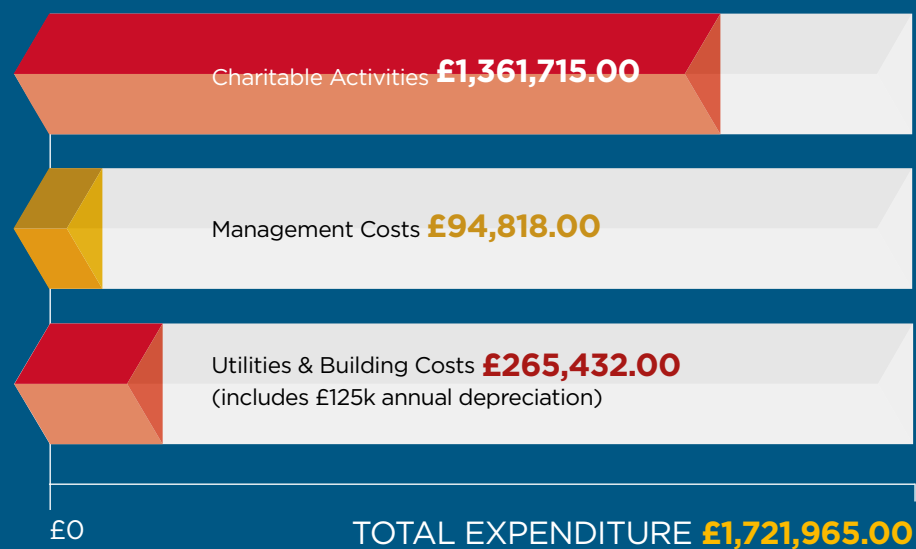 Charitable Activities £1,361,715.00
Management Costs £94,818.00
Utilities & Building Costs £265,432.00
(includes £125k annual depreciation)
£0
TOTAL EXPENDITURE £1,721,965.00